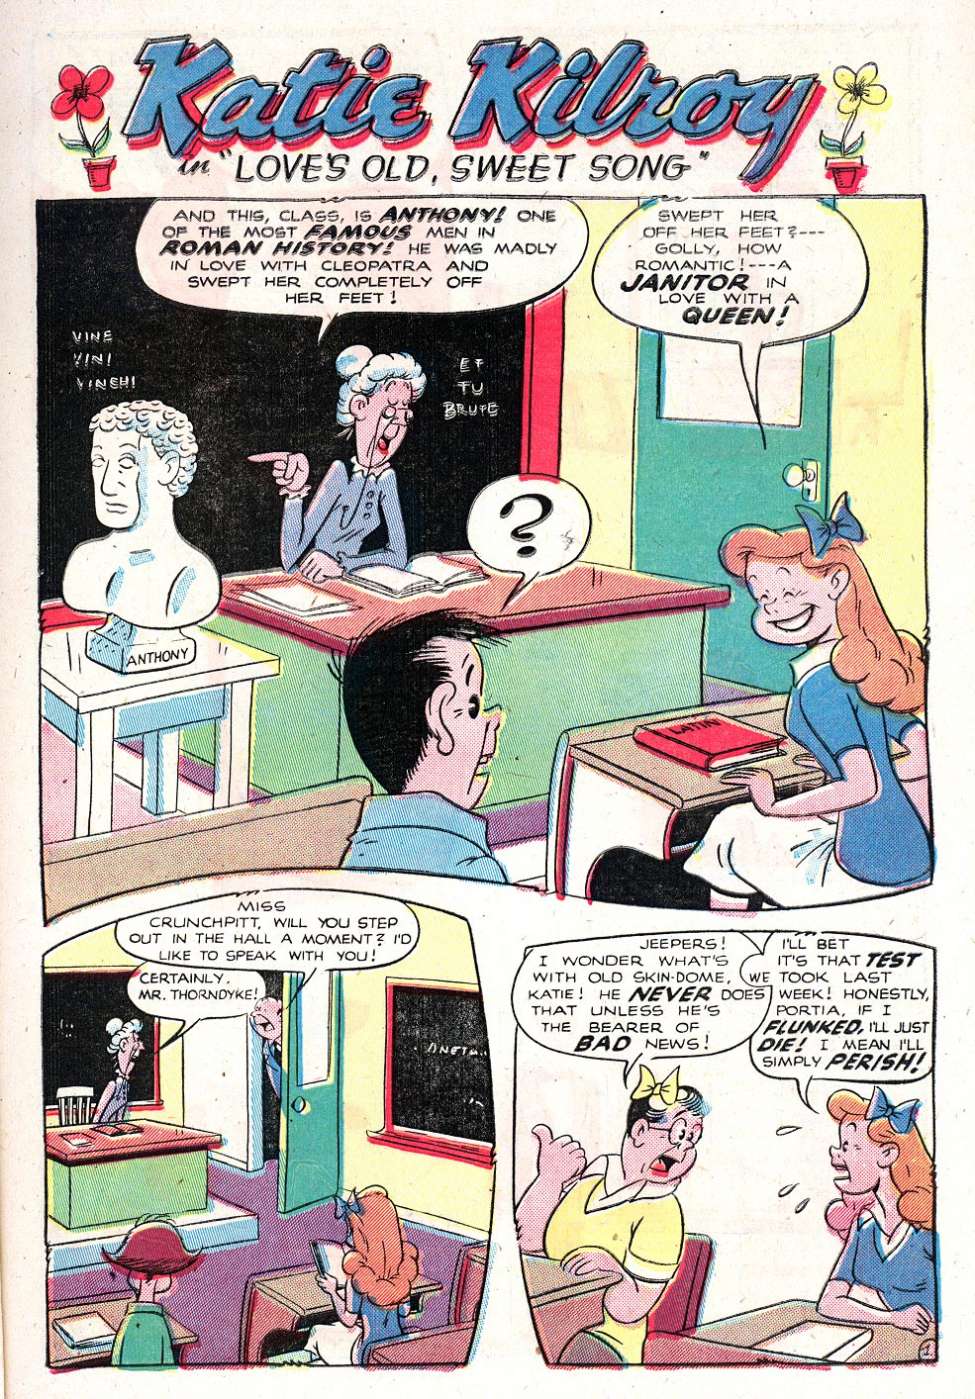 Katie Kilroy
in "LOVE'S OLD, SWEET SONG"
AND THIS, CLASS, IS ANTHONY! ONE
OF THE MOST FAMOUS MEN IN
ROMAN HISTORY! HE WAS MADLY
IN LOVE WITH CLEOPATRA AND
SWEPT HER COMPLETELY OFF
HER FEET!
SWEPT HER
OFF HER FEET?---
GOLLY, HOW
ROMANTIC!---A
JANITOR IN
LOVE WITH A
QUEEN!
VINE
VINI
VINCHI
ET
TU
BRUTE
?
ANTHONY
LATIN
MISS
CRUNCHPITT, WILL YOU STEP
OUT IN THE HALL A MOMENT? I'D
LIKE TO SPEAK WITH YOU!
CERTAINLY,
MR. THORNDYKE!
JEEPERS!
I WONDER WHAT'S
WITH OLD SKIN-DOME,
KATIE! HE NEVER DOES
THAT UNLESS HE'S
THE BEARER OF
BAD NEWS!
I'LL BET
IT'S THAT TEST
WE TOOK LAST
WEEK! HONESTLY,
PORTIA, IF I
FLUNKED, I'LL JUST
DIE! I MEAN I'LL
SIMPLY PERISH!
1